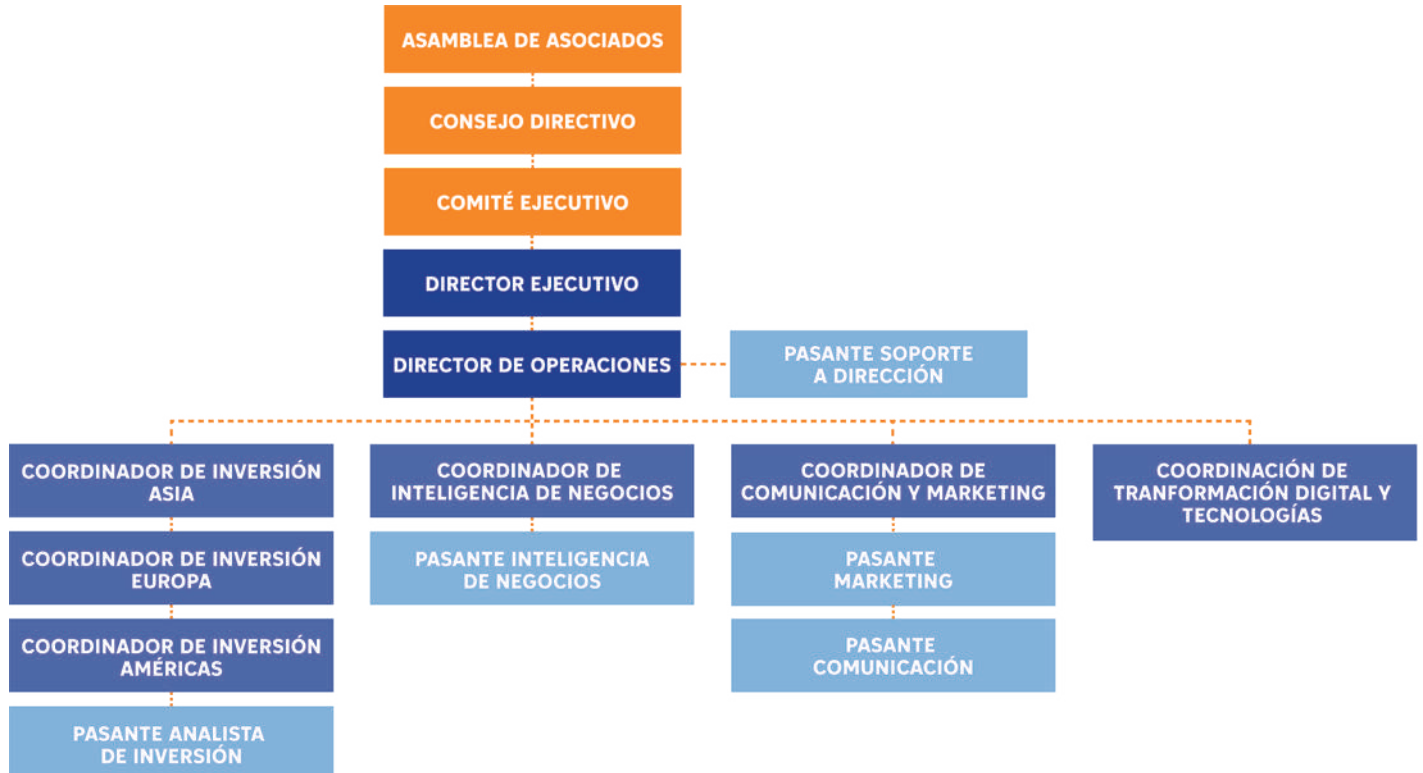 ASAMBLEA DE ASOCIADOS
CONSEJO DIRECTIVO
COMITÉ EJECUTIVO
DIRECTOR EJECUTIVO
DIRECTOR DE OPERACIONES
PASANTE SOPORTE
A DIRECCIÓN
COORDINADOR DE INVERSIÓN
ASIA
COORDINADOR DE
INTELIGENCIA DE NEGOCIOS
COORDINADOR DE
COMUNICACIÓN Y MARKETING
COORDINACIÓN DE
TRANFORMACIÓN DIGITAL Y
TECNOLOGÍAS
COORDINADOR DE INVERSIÓN
EUROPA
PASANTE INTELIGENCIA
DE NEGOCIOS
PASANTE
MARKETING
COORDINADOR DE INVERSIÓN
AMÉRICAS
PASANTE
COMUNICACIÓN
PASANTE ANALISTA
DE INVERSIÓN